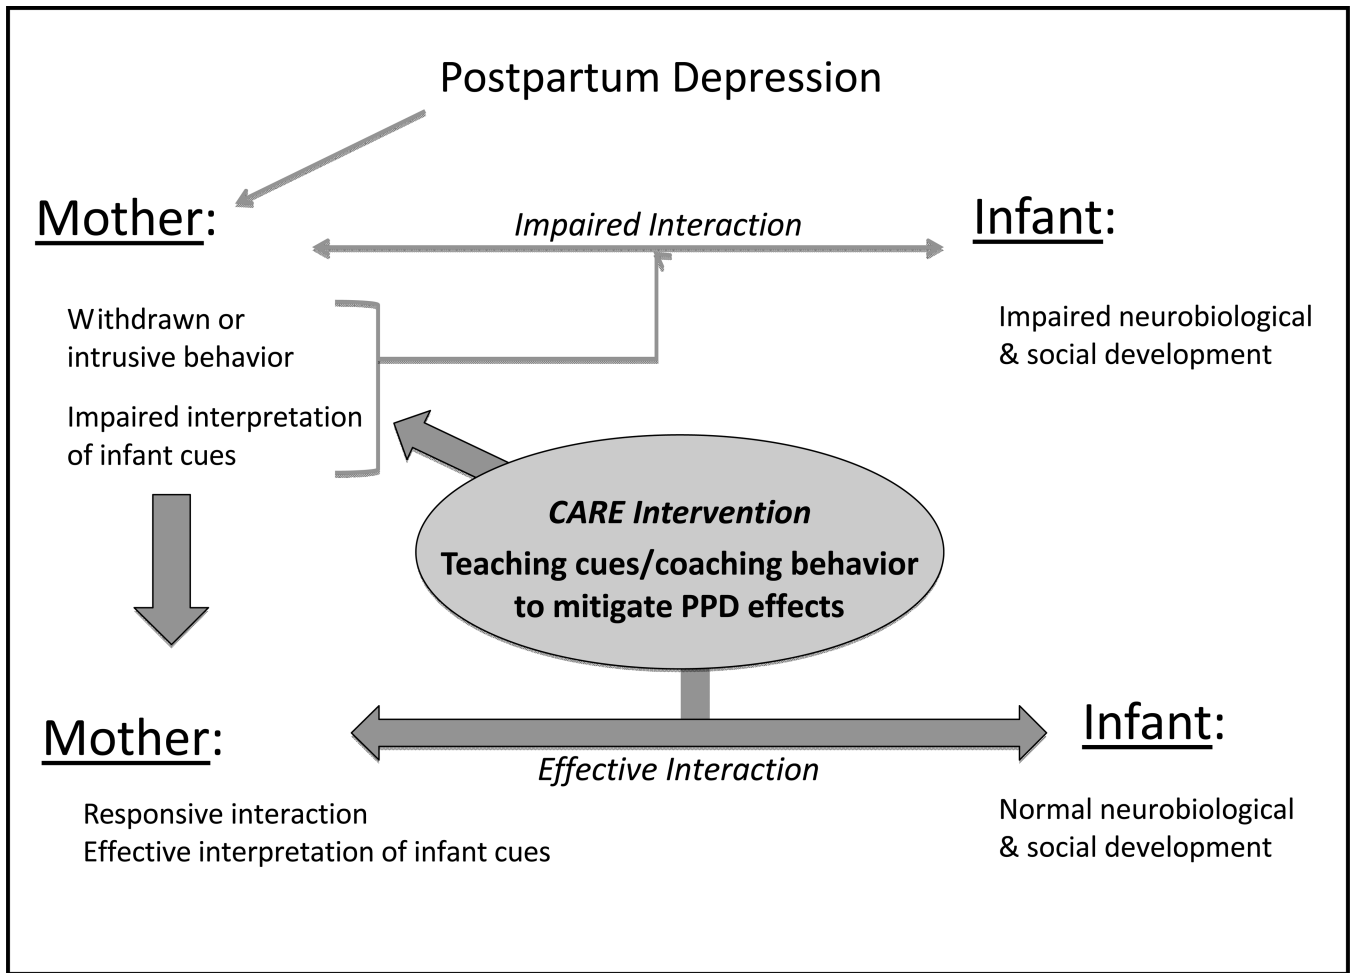 Postpartum Depression
Mother:
Impaired Interaction
Infant:
Withdrawn or
intrusive behavior
Impaired interpretation
of infant cues
Impaired neurobiological
& social development
CARE Intervention
Teaching cues/coaching behavior
to mitigate PPD effects
Mother:
Effective Interaction
Infant:
Responsive interaction
Effective interpretation of infant cues
Normal neurobiological
& social development